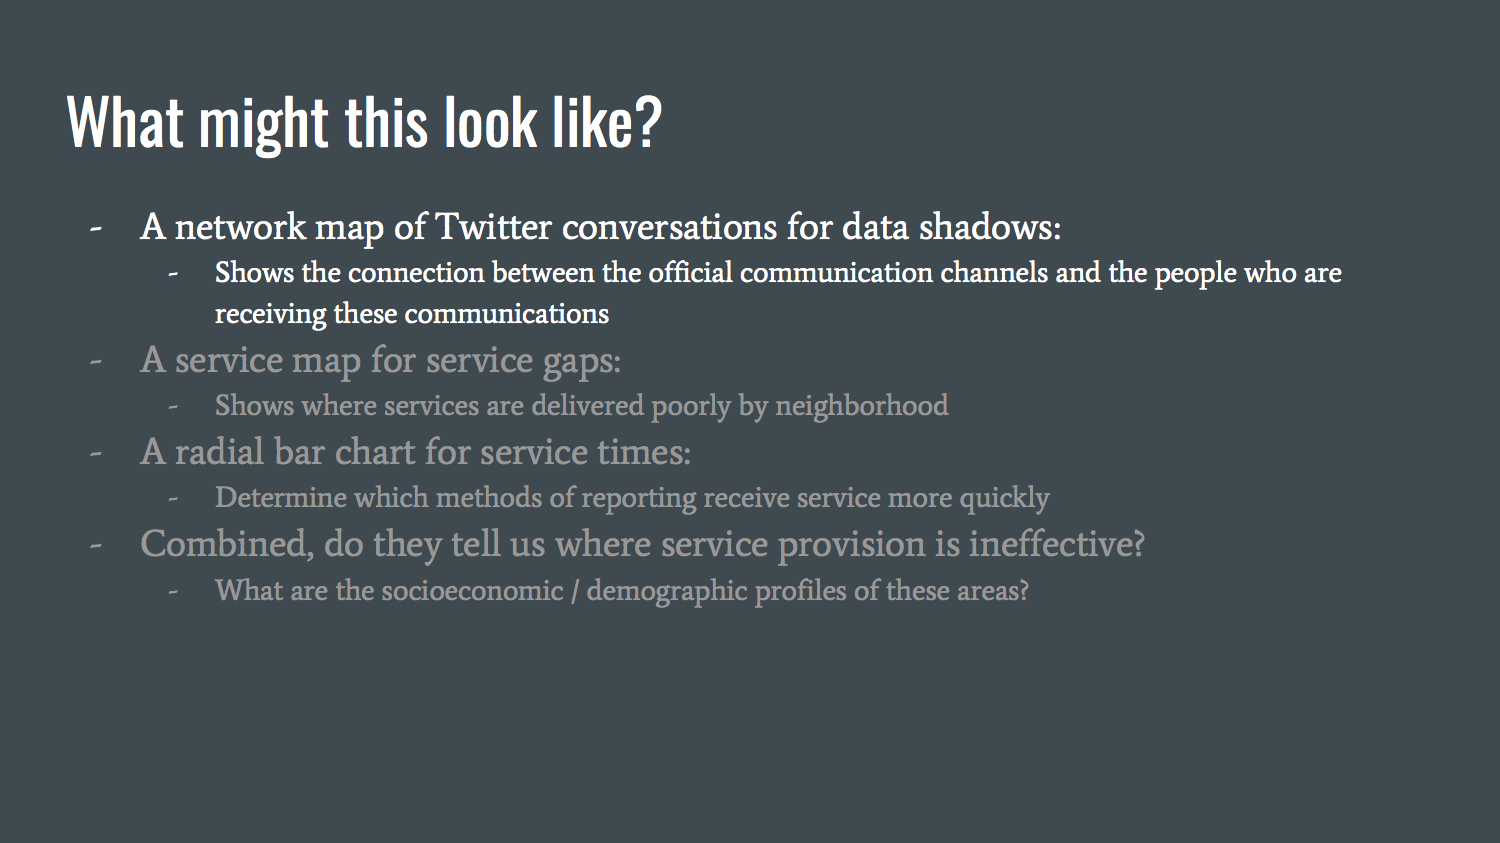 What might this look like?
- A network map of Twitter conversations for data shadows:
- Shows the connection between the official communication channels and the people who are
receiving these communications
- A service map for service gaps:
- Shows where services are delivered poorly by neighborhood
- A radial bar chart for service times:
- Determine which methods of reporting receive service more quickly
- Combined, do they tell us where service provision is ineffective?
- What are the socioeconomic / demographic profiles of these areas?